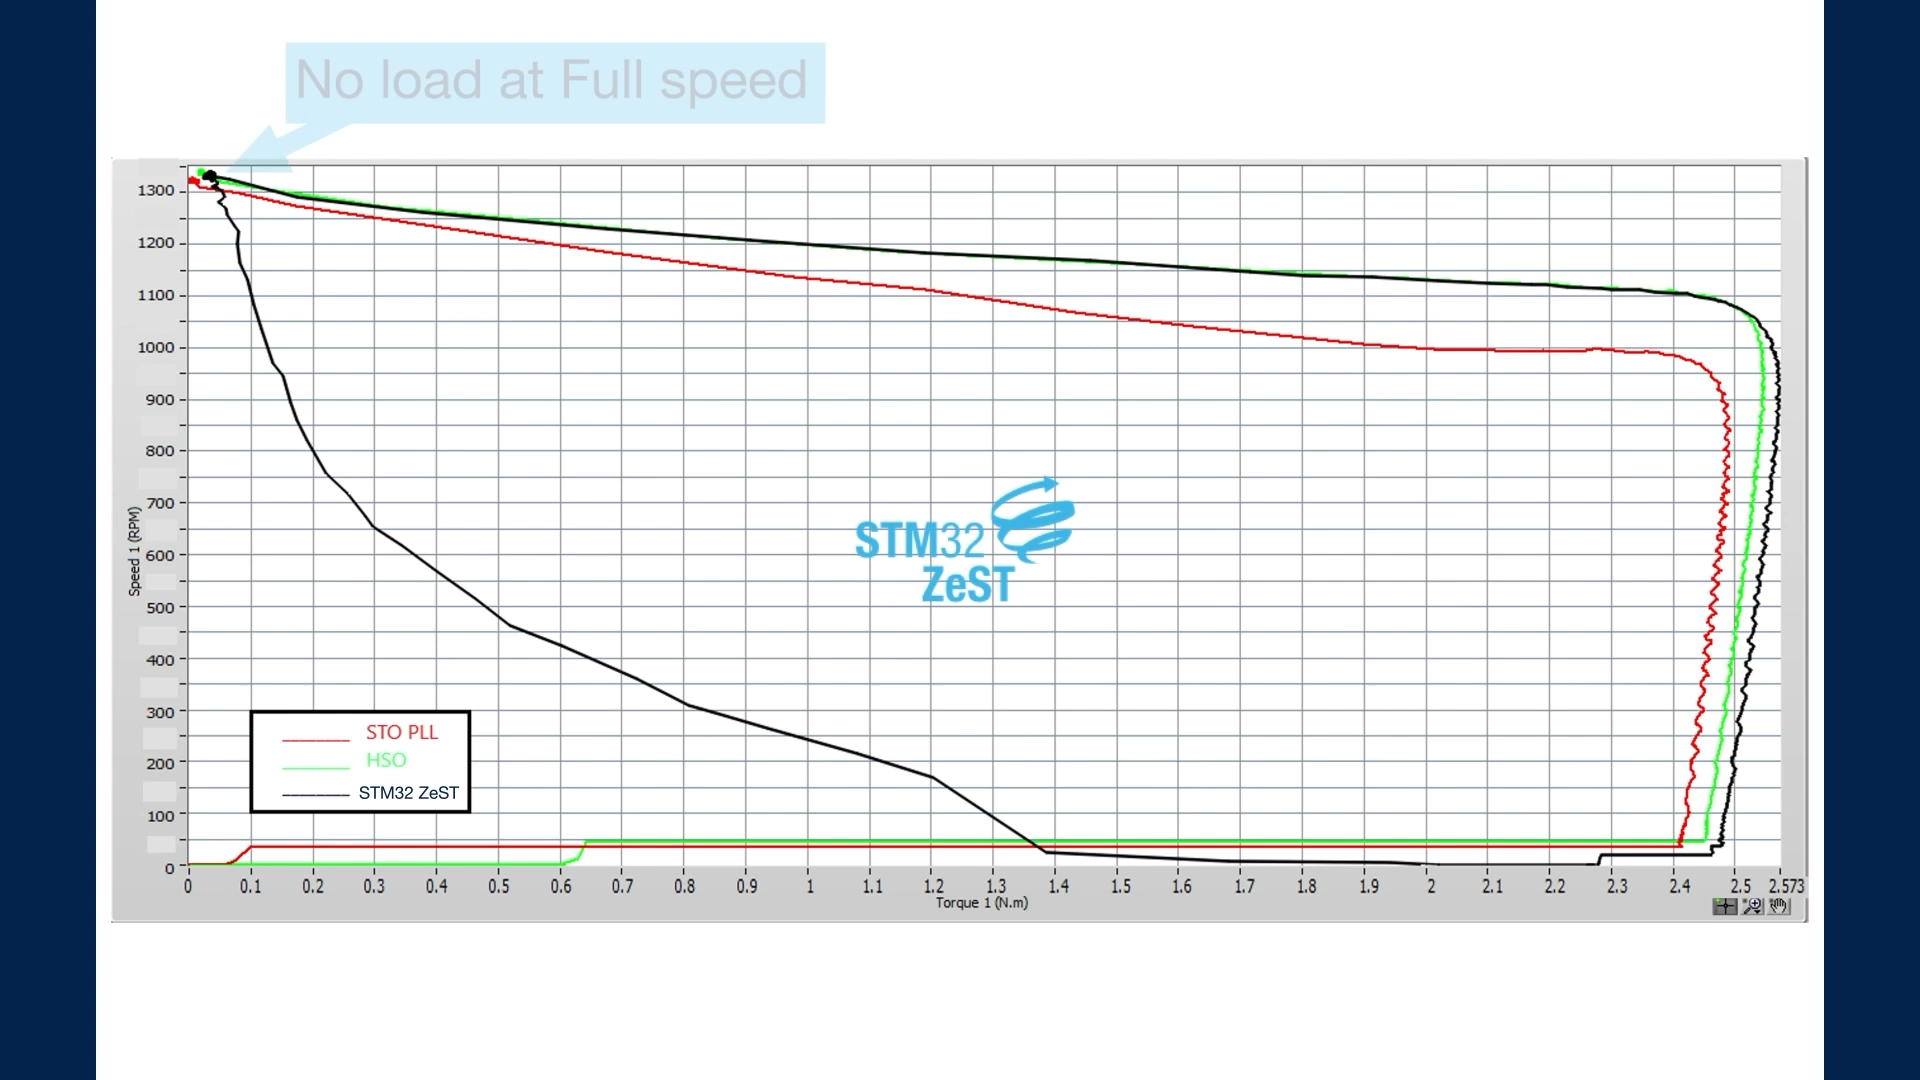 No load at Full speed
1300
1200
1100
1000
900
800
700
600
500
400
300
200
100
0
Speed 1 (RPM)
STM32
ZeST
STO PLL
HSO
STM32 ZeST
0 0.1 0.2 0.3 0.4 0.5 0.6 0.7 0.8 0.9 1 1.1 1.2 1.3 1.4 1.5 1.6 1.7 1.8 1.9 2 2.1 2.2 2.3 2.4 2.5 2.573
Torque 1 (N.m)